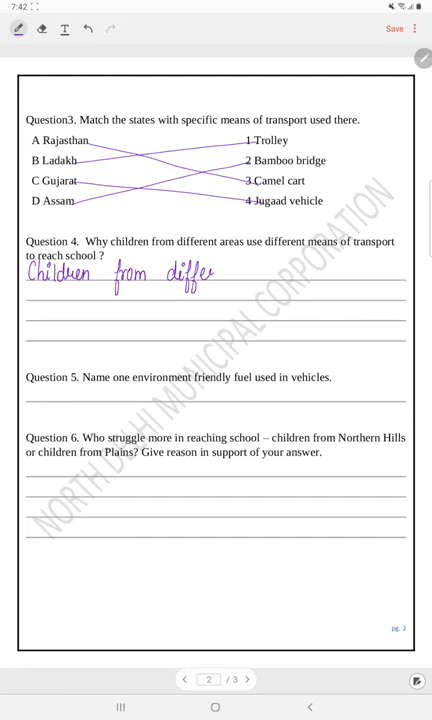 7:42
Save
Question3. Match the states with specific means of transport used there.
A Rajasthan 1 Trolley
B Ladakh 2 Bamboo bridge
C Gujarat 3 Camel cart
D Assam 4 Jugaad vehicle
Question 4. Why children from different areas use different means of transport
to reach school ?
Children from differ
Question 5. Name one environment friendly fuel used in vehicles.
Question 6. Who struggle more in reaching school – children from Northern Hills
or children from Plains? Give reason in support of your answer.
NORTH DELHI MUNICIPAL CORPORATION
pg. 2
2 / 3